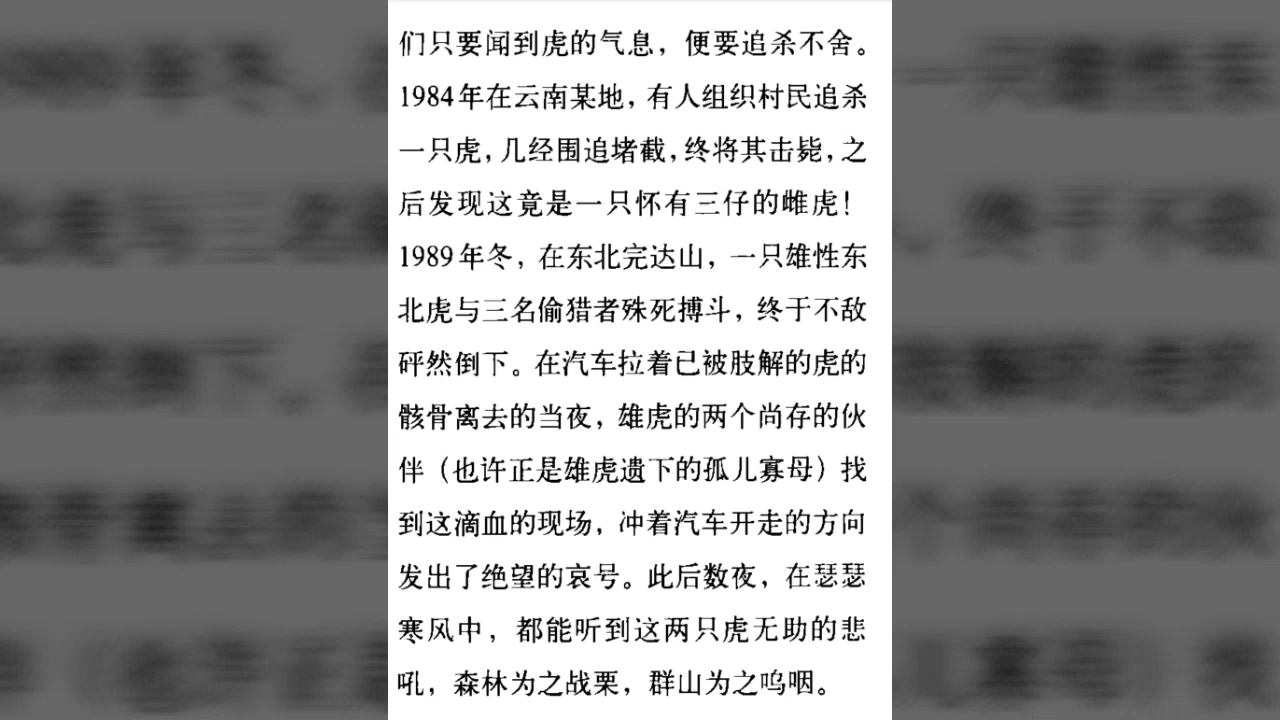 们只要闻到虎的气息，便要追杀不舍。
1984年在云南某地，有人组织村民追杀
一只虎，几经围追堵截，终将其击毙，之
后发现这竟是一只怀有三仔的雌虎！
1989年冬，在东北完达山，一只雄性东
北虎与三名偷猎者殊死搏斗，终于不敌
砰然倒下。在汽车拉着已被肢解的虎的
骸骨离去的当夜，雄虎的两个尚存的伙
伴（也许正是雄虎遗下的孤儿寡母）找
到这滴血的现场，冲着汽车开走的方向
发出了绝望的哀号。此后数夜，在瑟瑟
寒风中，都能听到这两只虎无助的悲
吼，森林为之战栗，群山为之呜咽。